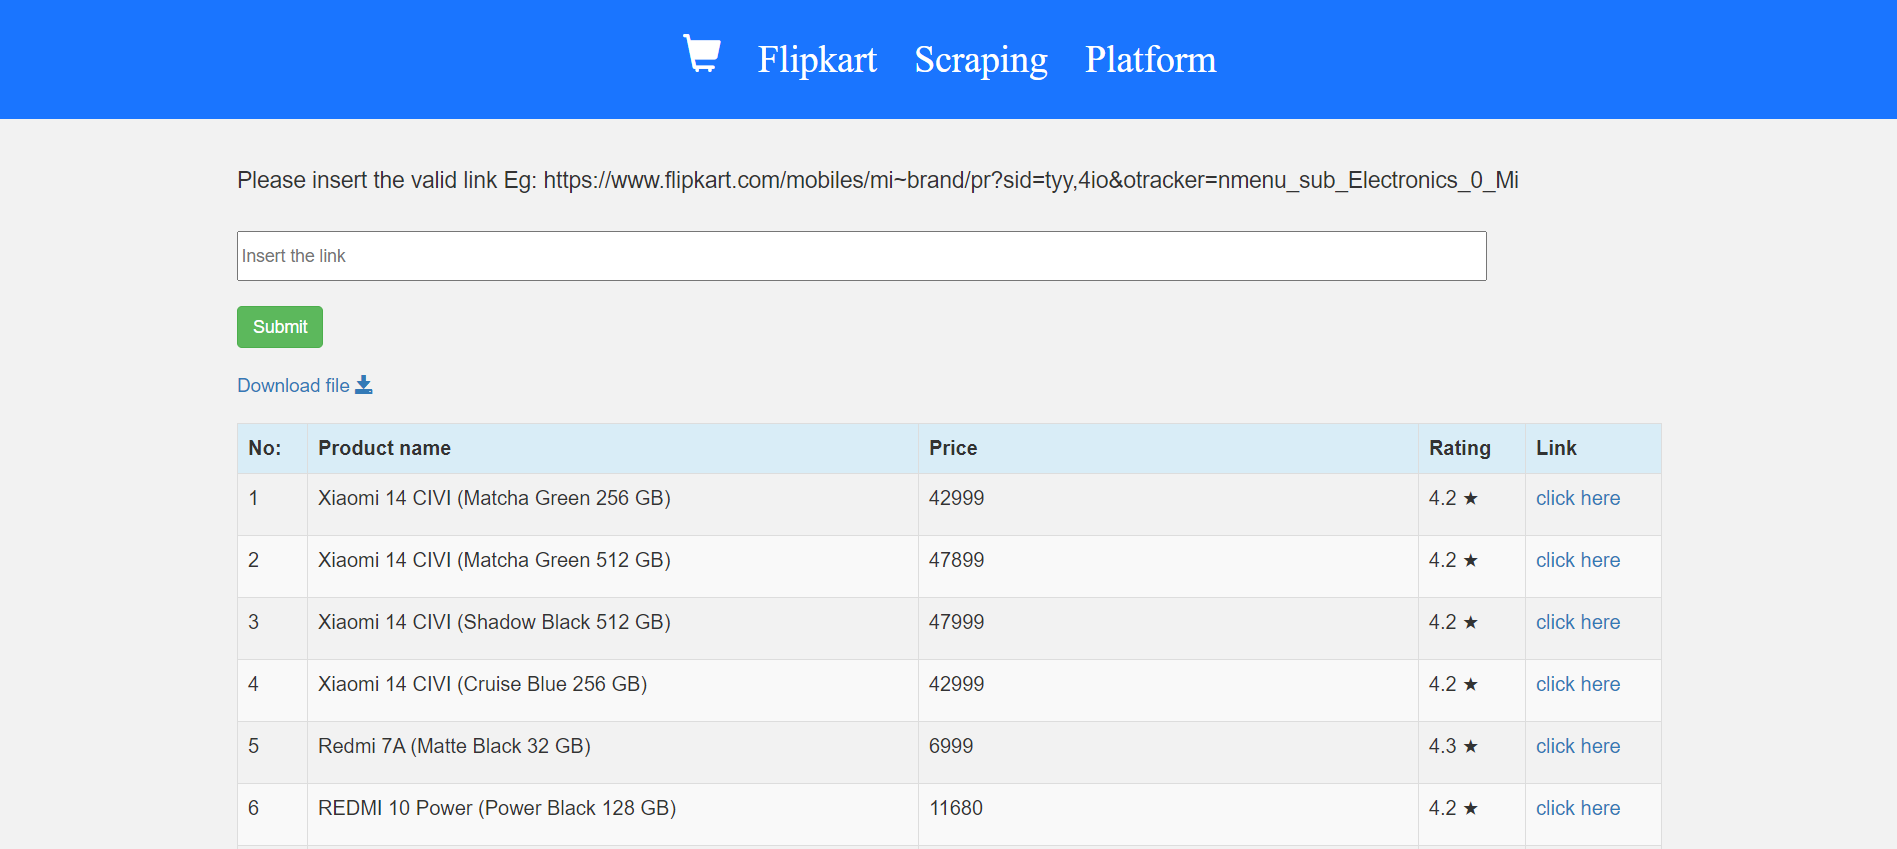 Flipkart Scraping Platform
Please insert the valid link Eg: https://www.flipkart.com/mobiles/mi~brand/pr?sid=tyy,4io&otracker=nmenu_sub_Electronics_0_Mi
Insert the link
Submit
Download file
No: Product name Price Rating Link
1 Xiaomi 14 CIVI (Matcha Green 256 GB) 42999 4.2 ★ click here
2 Xiaomi 14 CIVI (Matcha Green 512 GB) 47899 4.2 ★ click here
3 Xiaomi 14 CIVI (Shadow Black 512 GB) 47999 4.2 ★ click here
4 Xiaomi 14 CIVI (Cruise Blue 256 GB) 42999 4.2 ★ click here
5 Redmi 7A (Matte Black 32 GB) 6999 4.3 ★ click here
6 REDMI 10 Power (Power Black 128 GB) 11680 4.2 ★ click here